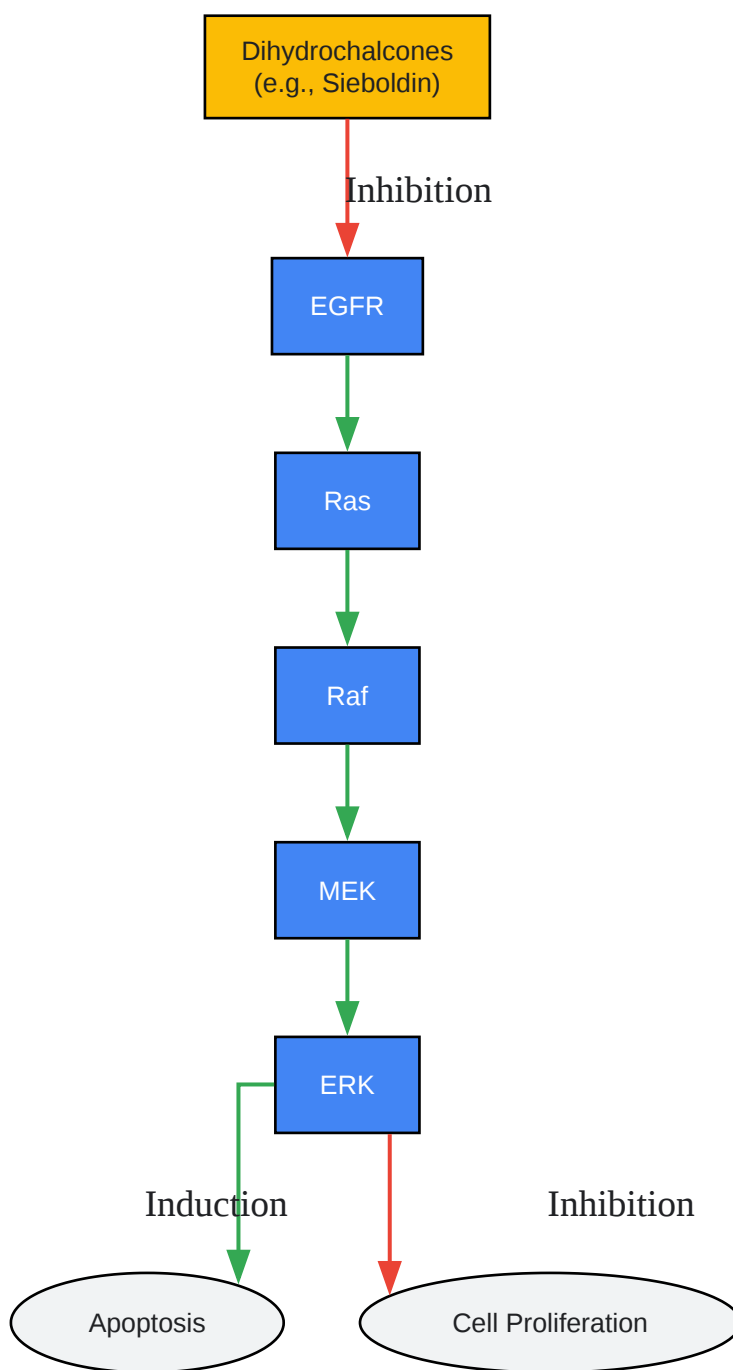 Dihydrochalcones
(e.g., Sieboldin)
Inhibition
EGFR
Ras
Raf
MEK
ERK
Induction
Inhibition
Apoptosis
Cell Proliferation